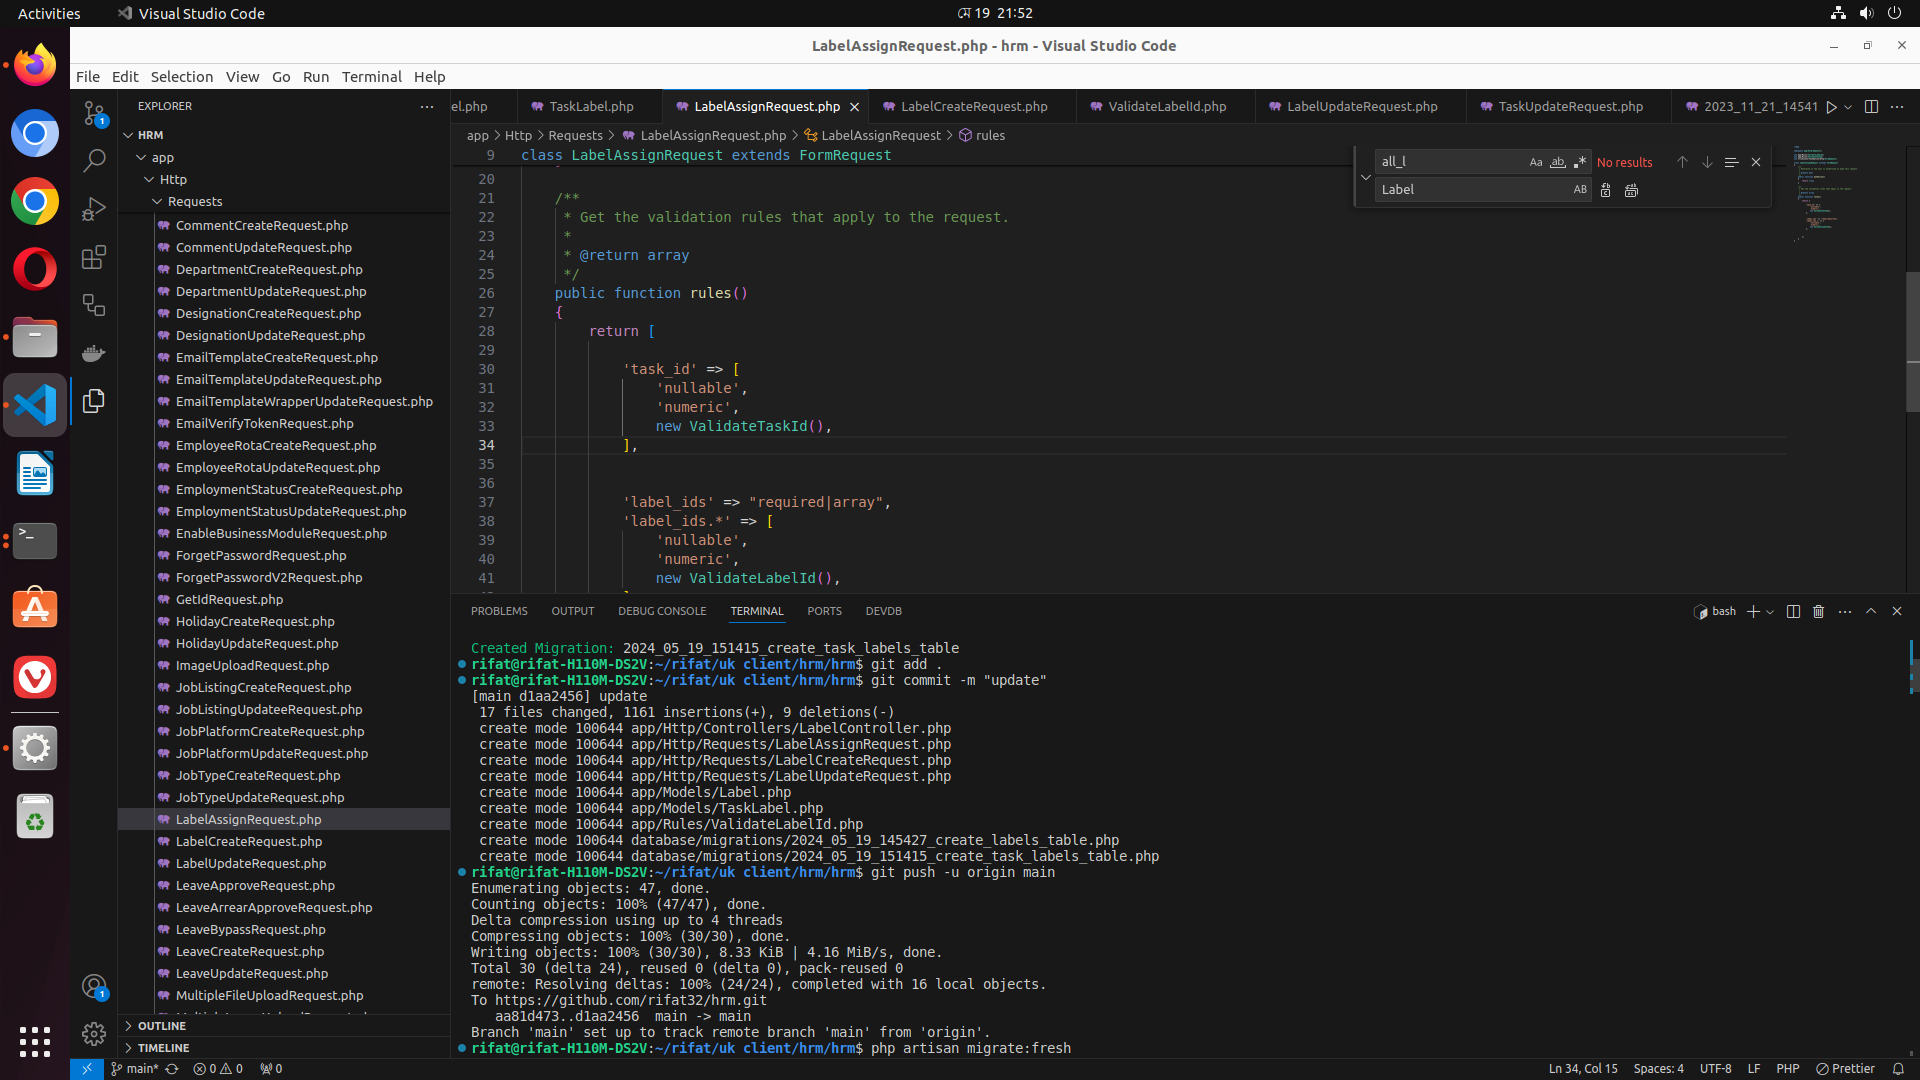 Activities
Visual Studio Code
19 21:52
LabelAssignRequest.php - hrm - Visual Studio Code
File Edit Selection View Go Run Terminal Help
EXPLORER
HRM
app
Http
Requests
CommentCreateRequest.php
CommentUpdateRequest.php
DepartmentCreateRequest.php
DepartmentUpdateRequest.php
DesignationCreateRequest.php
DesignationUpdateRequest.php
EmailTemplateCreateRequest.php
EmailTemplateUpdateRequest.php
EmailTemplateWrapperUpdateRequest.php
EmailVerifyTokenRequest.php
EmployeeRotaCreateRequest.php
EmployeeRotaUpdateRequest.php
EmploymentStatusCreateRequest.php
EmploymentStatusUpdateRequest.php
EnableBusinessModuleRequest.php
ForgetPasswordRequest.php
ForgetPasswordV2Request.php
GetIdRequest.php
HolidayCreateRequest.php
HolidayUpdateRequest.php
ImageUploadRequest.php
JobListingCreateRequest.php
JobListingUpdateeRequest.php
JobPlatformCreateRequest.php
JobPlatformUpdateRequest.php
JobTypeCreateRequest.php
JobTypeUpdateRequest.php
LabelAssignRequest.php
LabelCreateRequest.php
LabelUpdateRequest.php
LeaveApproveRequest.php
LeaveArrearApproveRequest.php
LeaveBypassRequest.php
LeaveCreateRequest.php
LeaveUpdateRequest.php
MultipleFileUploadRequest.php
OUTLINE
TIMELINE
el.php TaskLabel.php LabelAssignRequest.php LabelCreateRequest.php ValidateLabelId.php LabelUpdateRequest.php TaskUpdateRequest.php 2023_11_21_14541
app > Http > Requests > LabelAssignRequest.php > LabelAssignRequest > rules
all_l Aa ab No results
Label AB
9 class LabelAssignRequest extends FormRequest
20
21 /**
22 * Get the validation rules that apply to the request.
23 *
24 * @return array
25 */
26 public function rules()
27 {
28 return [
29
30 'task_id' => [
31 'nullable',
32 'numeric',
33 new ValidateTaskId(),
34 ],
35
36
37 'label_ids' => "required|array",
38 'label_ids.*' => [
39 'nullable',
40 'numeric',
41 new ValidateLabelId(),
PROBLEMS OUTPUT DEBUG CONSOLE TERMINAL PORTS DEVDB
bash
Created Migration: 2024_05_19_151415_create_task_labels_table
rifat@rifat-H110M-DS2V:~/rifat/uk client/hrm/hrm$ git add .
rifat@rifat-H110M-DS2V:~/rifat/uk client/hrm/hrm$ git commit -m "update"
[main d1aa2456] update
17 files changed, 1161 insertions(+), 9 deletions(-)
create mode 100644 app/Http/Controllers/LabelController.php
create mode 100644 app/Http/Requests/LabelAssignRequest.php
create mode 100644 app/Http/Requests/LabelCreateRequest.php
create mode 100644 app/Http/Requests/LabelUpdateRequest.php
create mode 100644 app/Models/Label.php
create mode 100644 app/Models/TaskLabel.php
create mode 100644 app/Rules/ValidateLabelId.php
create mode 100644 database/migrations/2024_05_19_145427_create_labels_table.php
create mode 100644 database/migrations/2024_05_19_151415_create_task_labels_table.php
rifat@rifat-H110M-DS2V:~/rifat/uk client/hrm/hrm$ git push -u origin main
Enumerating objects: 47, done.
Counting objects: 100% (47/47), done.
Delta compression using up to 4 threads
Compressing objects: 100% (30/30), done.
Writing objects: 100% (30/30), 8.33 KiB | 4.16 MiB/s, done.
Total 30 (delta 24), reused 0 (delta 0), pack-reused 0
remote: Resolving deltas: 100% (24/24), completed with 16 local objects.
To https://github.com/rifat32/hrm.git
aa81d473..d1aa2456 main -> main
Branch 'main' set up to track remote branch 'main' from 'origin'.
rifat@rifat-H110M-DS2V:~/rifat/uk client/hrm/hrm$ php artisan migrate:fresh
main* 0 0 0
Ln 34, Col 15 Spaces: 4 UTF-8 LF PHP Prettier